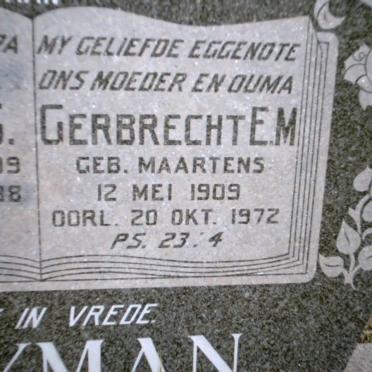 MY GELIEFDE EGGENOTE
ONS MOEDER EN OUMA
GERBRECHT E.M
GEB. MAARTENS
12 MEI 1909
OORL. 20 OKT. 1972
PS. 23:4
IN VREDE